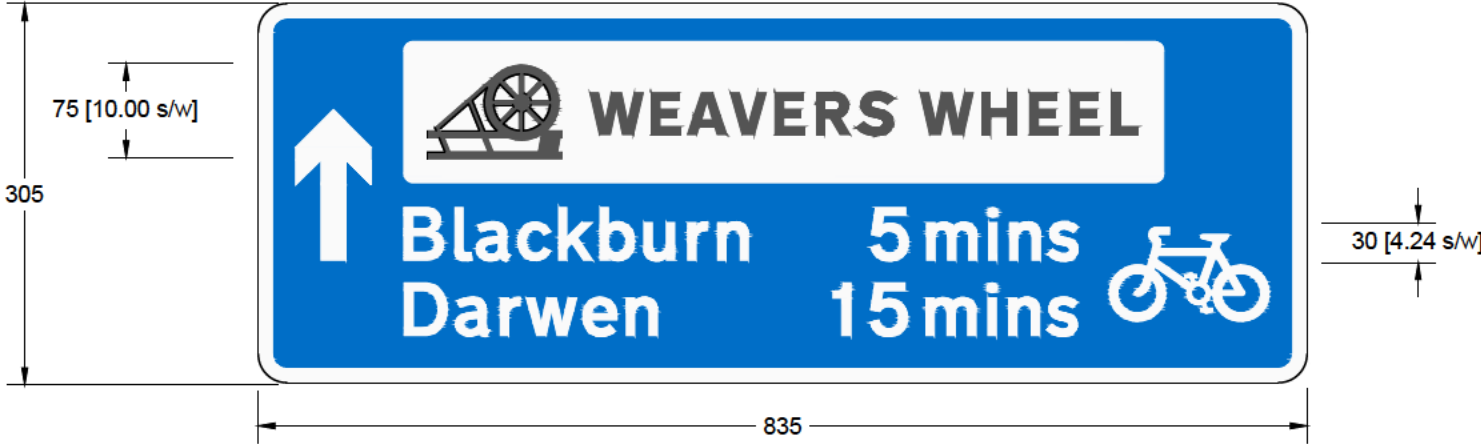 75 [10.00 s/w]
WEAVERS WHEEL
305
Blackburn 5 mins
30 [4.24 s/w]
Darwen 15 mins
835